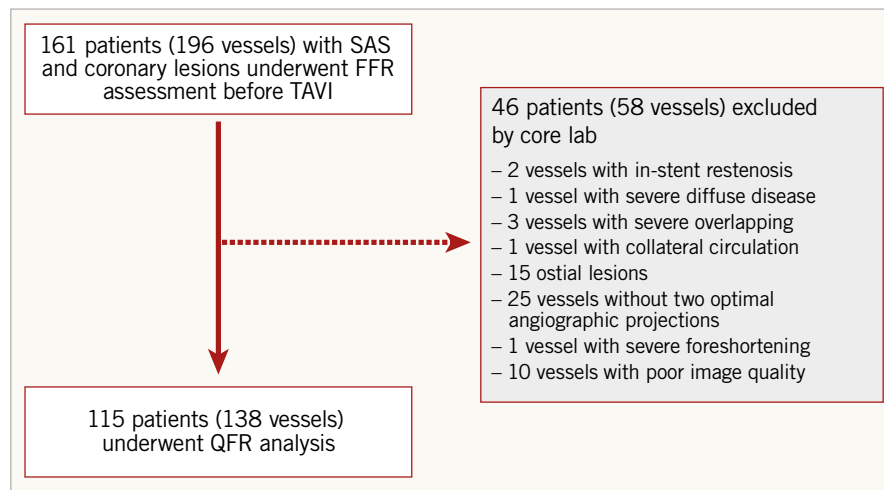 161 patients (196 vessels) with SAS
and coronary lesions underwent FFR
assessment before TAVI
46 patients (58 vessels) excluded
by core lab
– 2 vessels with in-stent restenosis
– 1 vessel with severe diffuse disease
– 3 vessels with severe overlapping
– 1 vessel with collateral circulation
– 15 ostial lesions
– 25 vessels without two optimal
angiographic projections
– 1 vessel with severe foreshortening
– 10 vessels with poor image quality
115 patients (138 vessels)
underwent QFR analysis